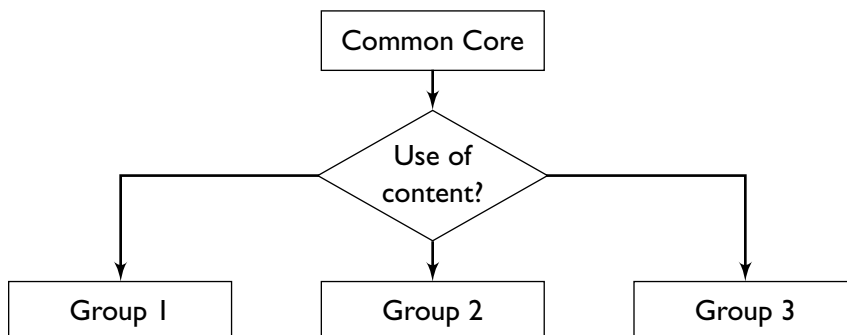 Common Core
Use of
content?
Group 1
Group 2
Group 3